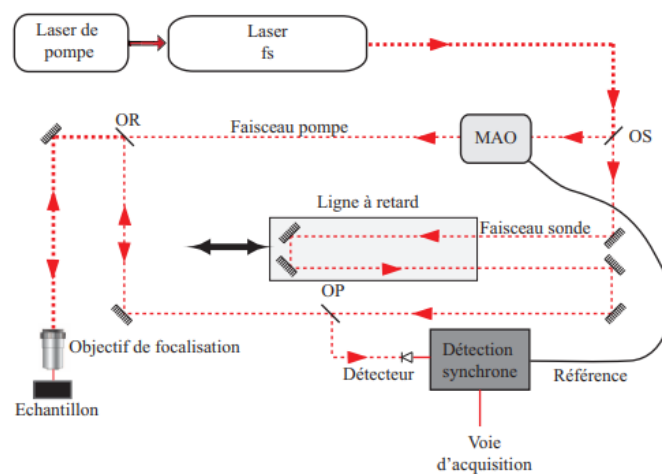 Laser de
pompe
Laser
fs
OR
Faisceau pompe
MAO
OS
Ligne à retard
Faisceau sonde
OP
Objectif de focalisation
Echantillon
Détecteur
Détection
synchrone
Référence
Voie
d'acquisition